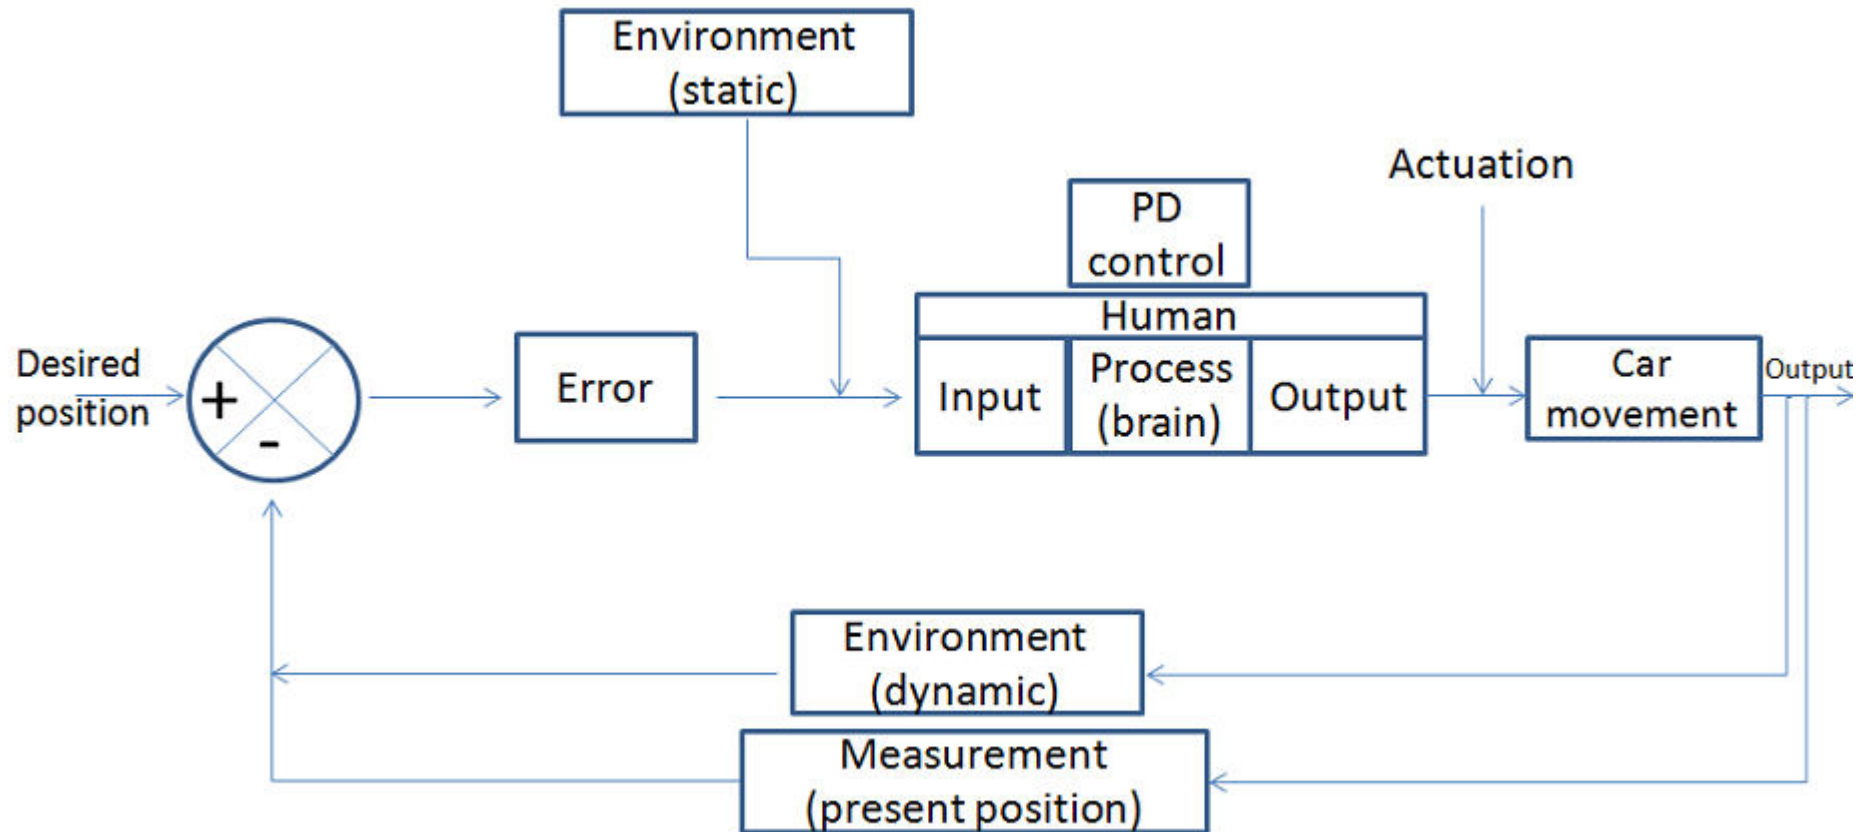 Environment
(static)
Actuation
PD
control
Human
Desired
position
+
-
Error
Input
Process
(brain)
Output
Car
movement
Output
Environment
(dynamic)
Measurement
(present position)